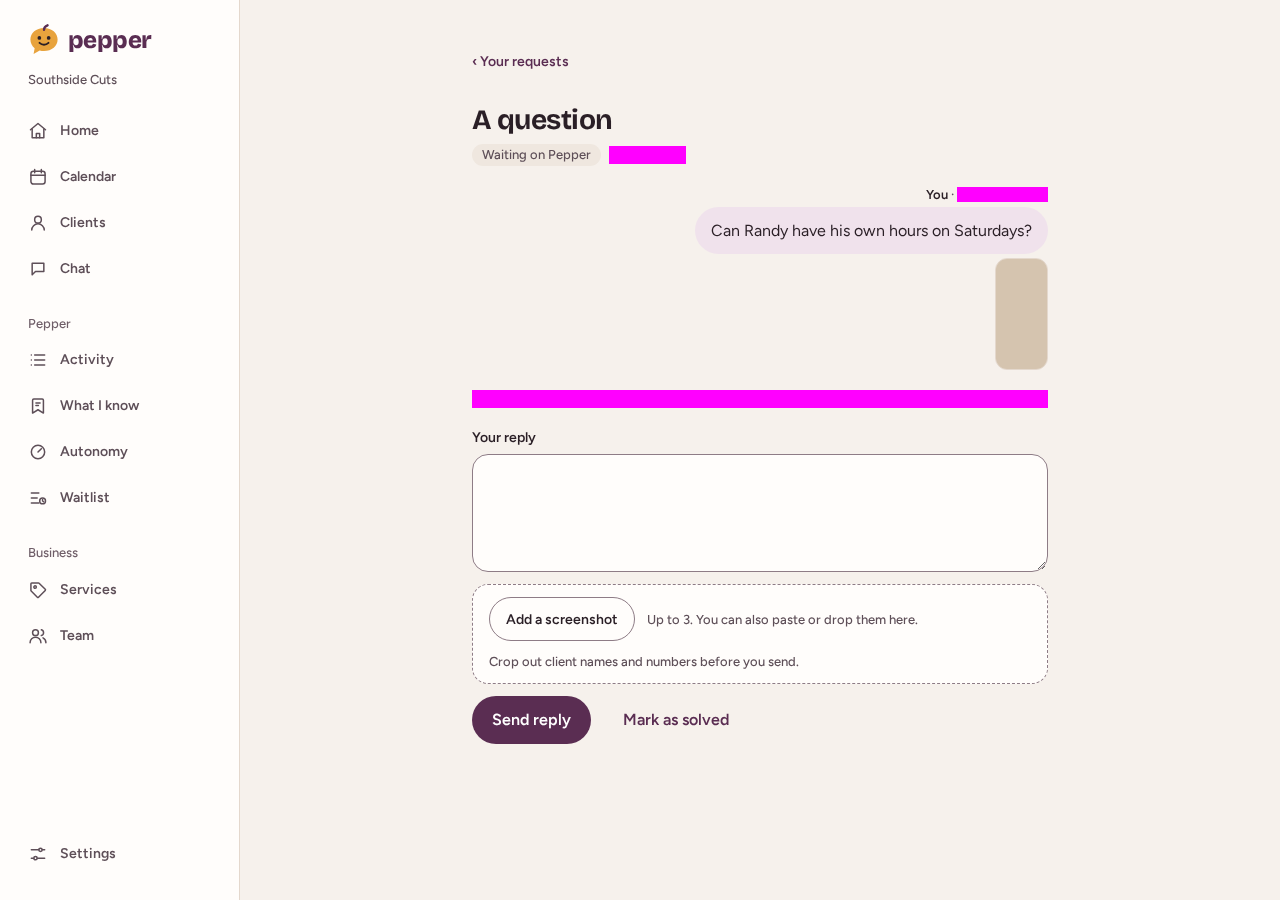 pepper
Southside Cuts
Home
Calendar
Clients
Chat
Pepper
Activity
What I know
Autonomy
Waitlist
Business
Services
Team
Settings
‹ Your requests
A question
Waiting on Pepper
You ·
Can Randy have his own hours on Saturdays?
Your reply
Add a screenshot
Up to 3. You can also paste or drop them here.
Crop out client names and numbers before you send.
Send reply
Mark as solved